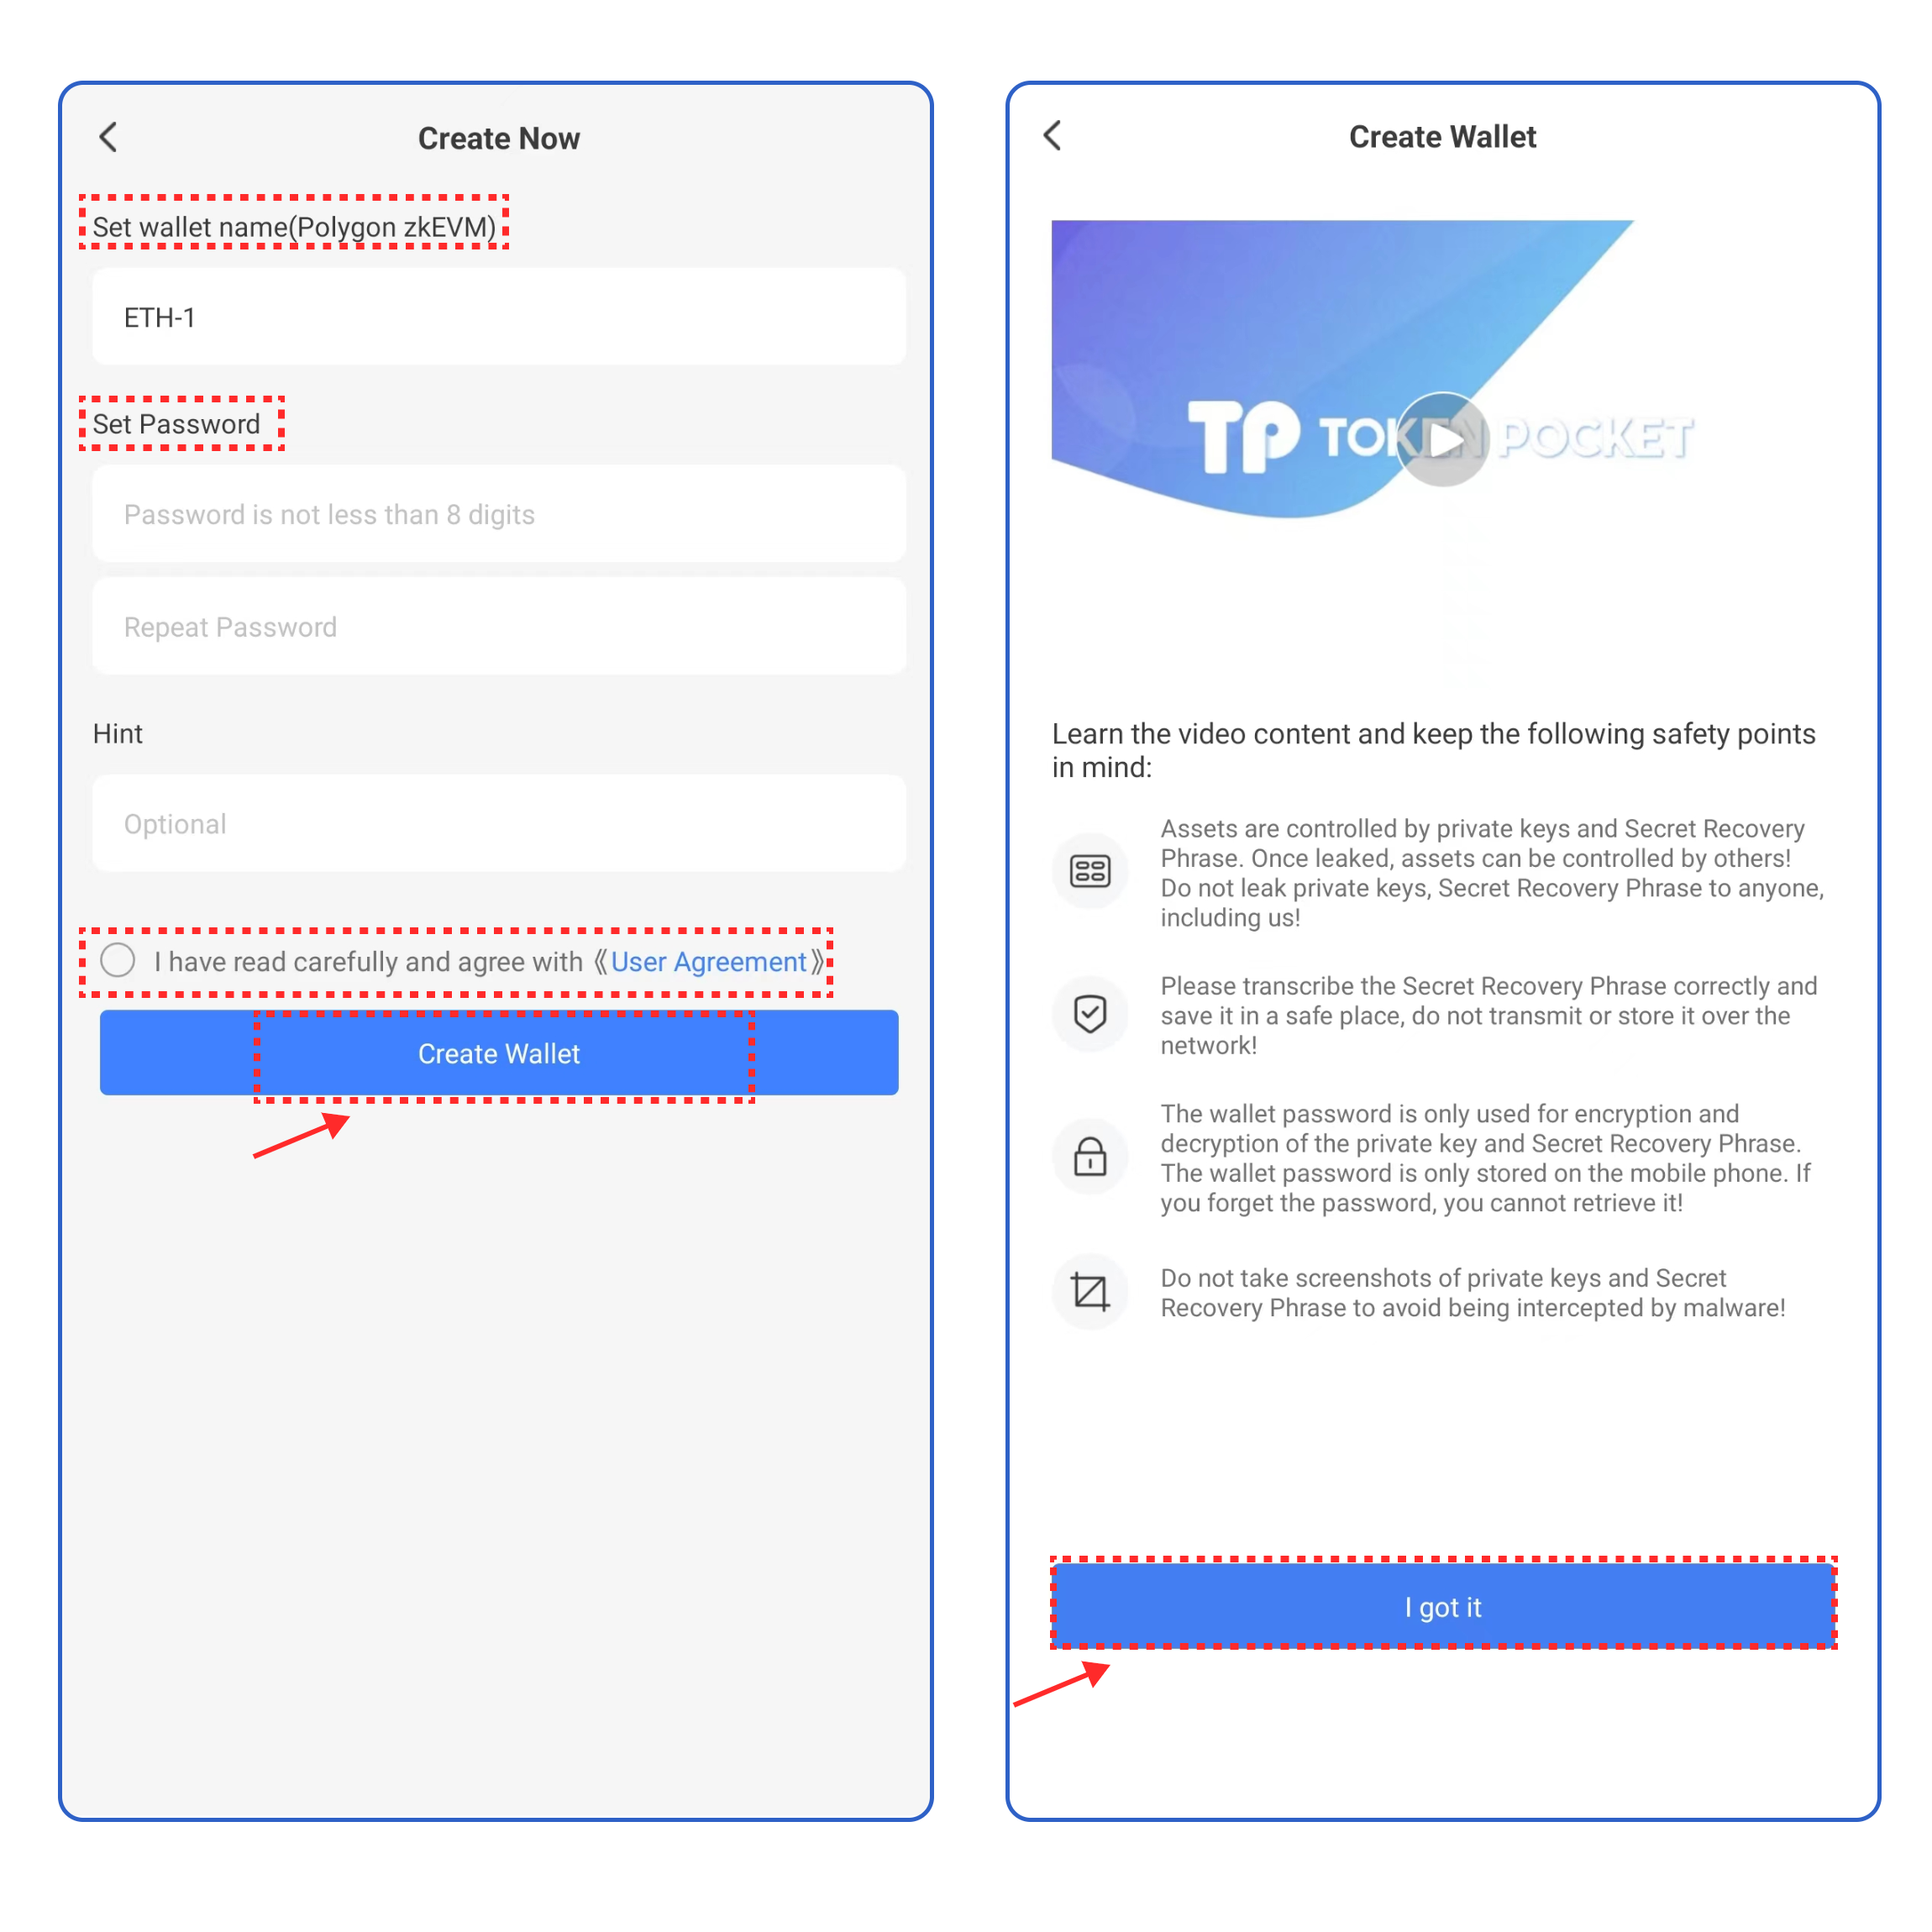 Create Now
Set wallet name(Polygon zkEVM)
ETH-1
Set Password
Password is not less than 8 digits
Repeat Password
Hint
Optional
I have read carefully and agree with 《User Agreement》
Create Wallet
Create Wallet
TP TOKEN POCKET
Learn the video content and keep the following safety points
in mind:
Assets are controlled by private keys and Secret Recovery
Phrase. Once leaked, assets can be controlled by others!
Do not leak private keys, Secret Recovery Phrase to anyone,
including us!
Please transcribe the Secret Recovery Phrase correctly and
save it in a safe place, do not transmit or store it over the
network!
The wallet password is only used for encryption and
decryption of the private key and Secret Recovery Phrase.
The wallet password is only stored on the mobile phone. If
you forget the password, you cannot retrieve it!
Do not take screenshots of private keys and Secret
Recovery Phrase to avoid being intercepted by malware!
I got it